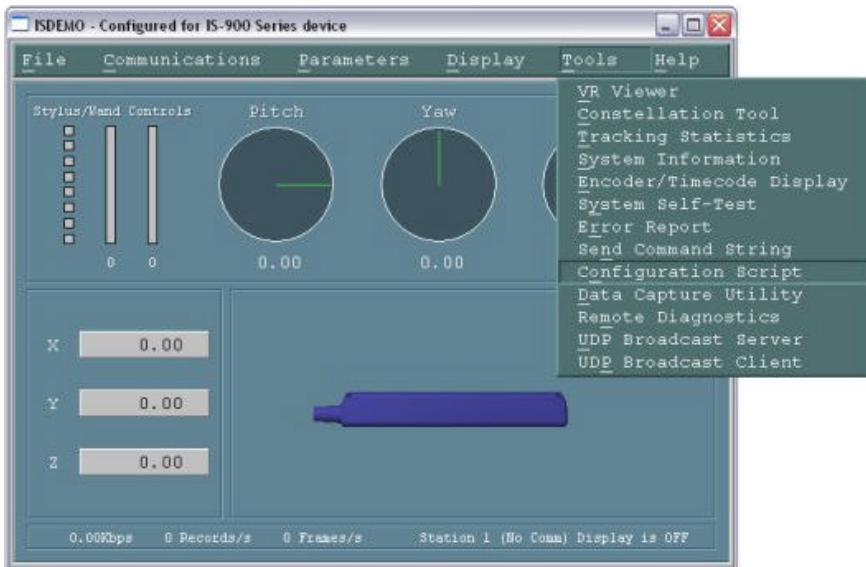 ISDEMO - Configured for IS-900 Series device
File Communications Parameters Display Tools Help
VR Viewer
Constellation Tool
Tracking Statistics
System Information
Encoder/Timecode Display
System Self-Test
Error Report
Send Command String
Configuration Script
Data Capture Utility
Remote Diagnostics
UDP Broadcast Server
UDP Broadcast Client
Stylus/Wand Controls
Pitch Yaw
0 0
0.00 0.00
X 0.00
Y 0.00
Z 0.00
0.00Kbps 0 Records/s 0 Frames/s Station 1 (No Comm) Display is OFF